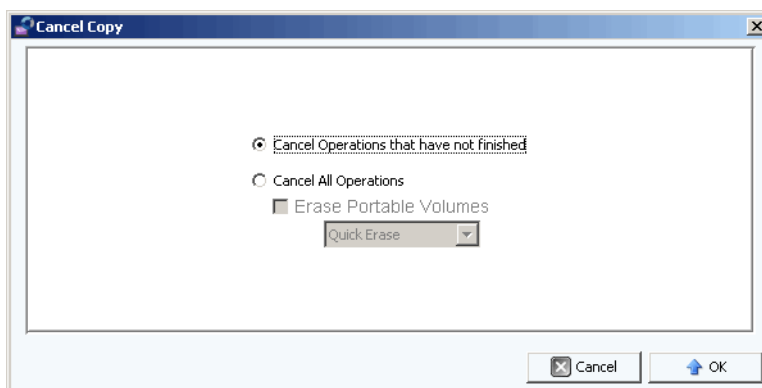 Cancel Copy
Cancel Operations that have not finished
Cancel All Operations
Erase Portable Volumes
Quick Erase
Cancel
OK